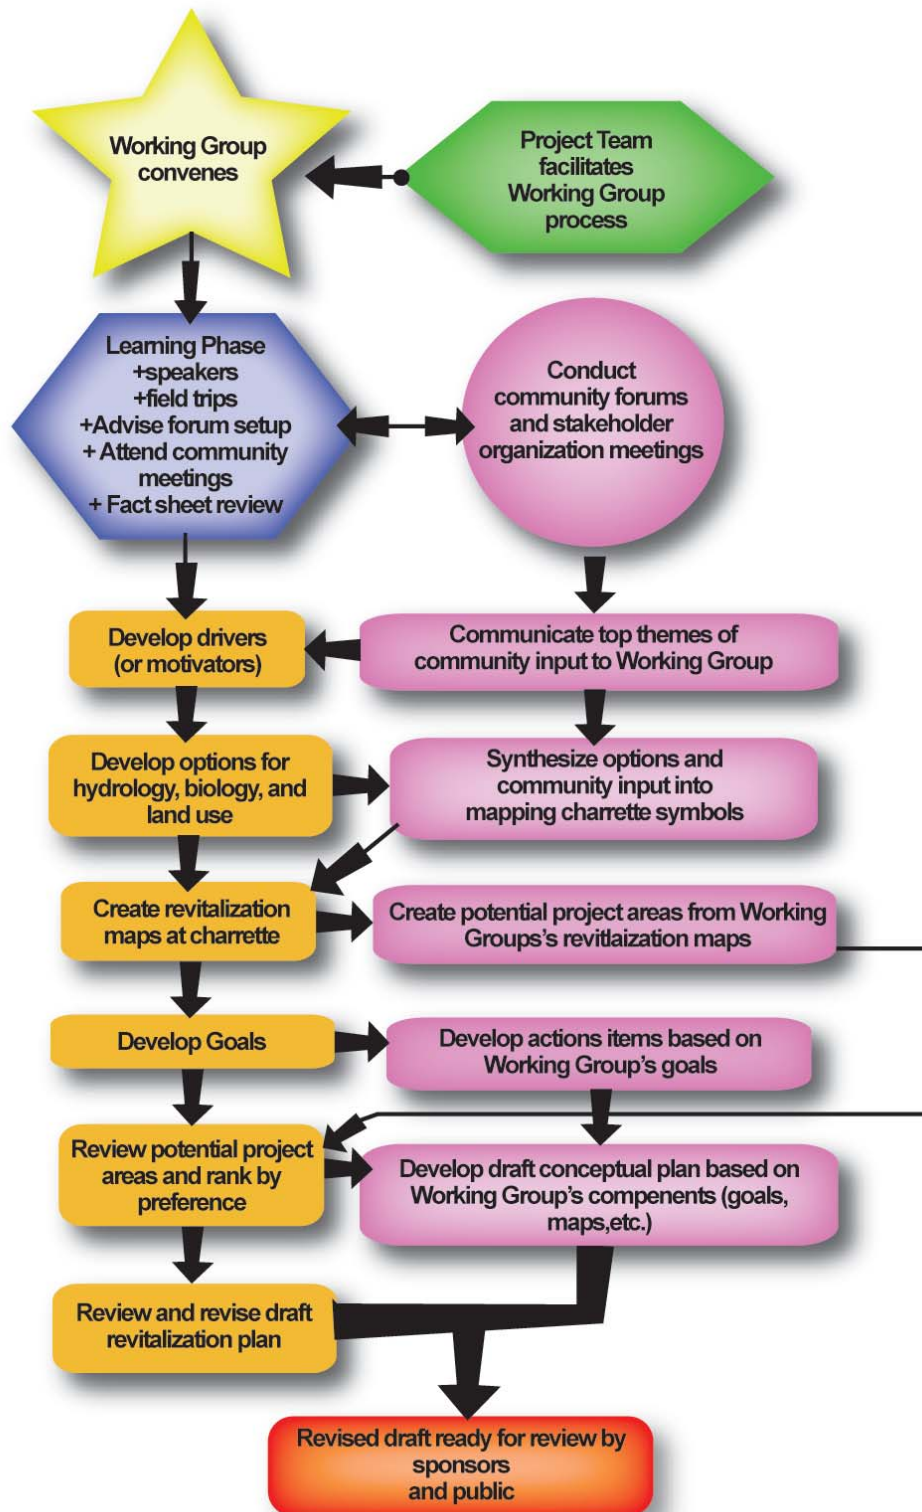 Working Group
convenes
Project Team
facilitates
Working Group
process
Learning Phase
+speakers
+field trips
+Advise forum setup
+ Attend community
meetings
+ Fact sheet review
Conduct
community forums
and stakeholder
organization meetings
Develop drivers
(or motivators)
Communicate top themes of
community input to Working Group
Develop options for
hydrology, biology, and
land use
Synthesize options and
community input into
mapping charrette symbols
Create revitalization
maps at charrette
Create potential project areas from Working
Groups's revitlaization maps
Develop Goals
Develop actions items based on
Working Group's goals
Review potential project
areas and rank by
preference
Develop draft conceptual plan based on
Working Group's compenents (goals,
maps,etc.)
Review and revise draft
revitalization plan
Revised draft ready for review by
sponsors
and public